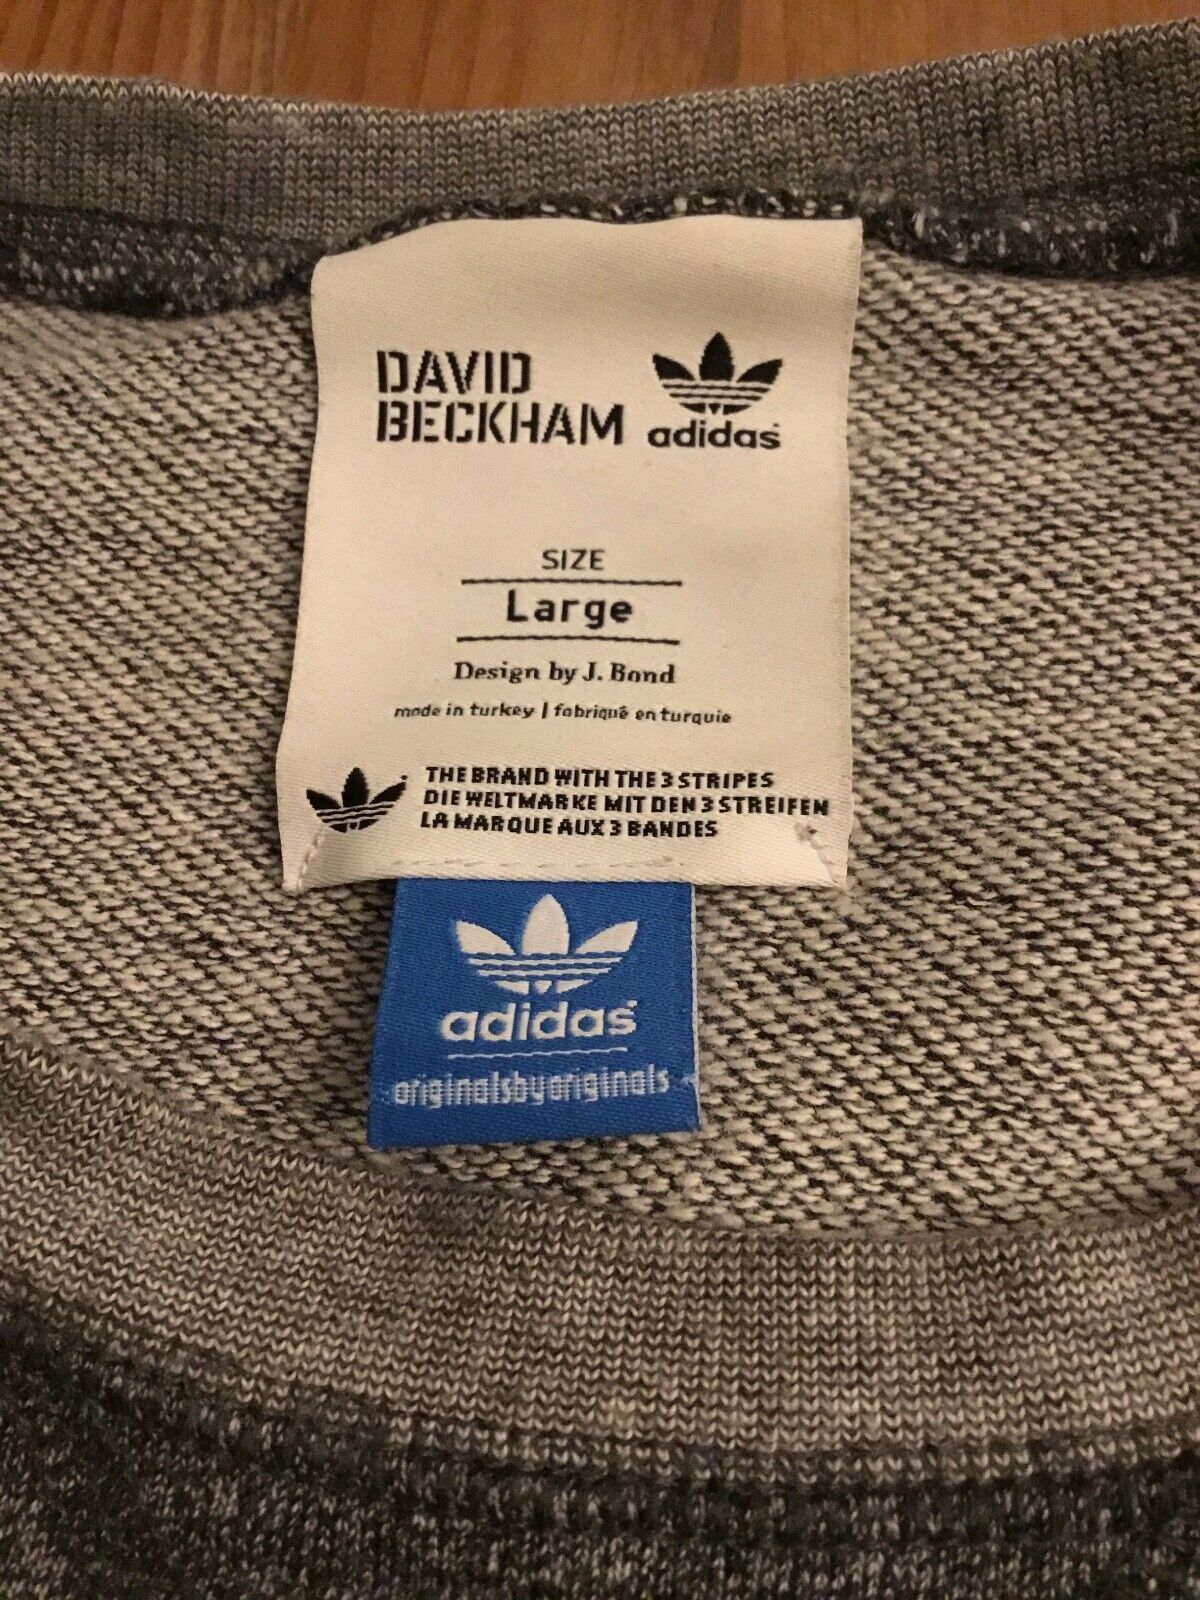 DAVID
BECKHAM
adidas
SIZE
Large
Design by J. Bond
made in turkey | fabriqué en turquie
THE BRAND WITH THE 3 STRIPES
DIE WELTMARKE MIT DEN 3 STREIFEN
LA MARQUE AUX 3 BANDES
adidas
originalsbyoriginals